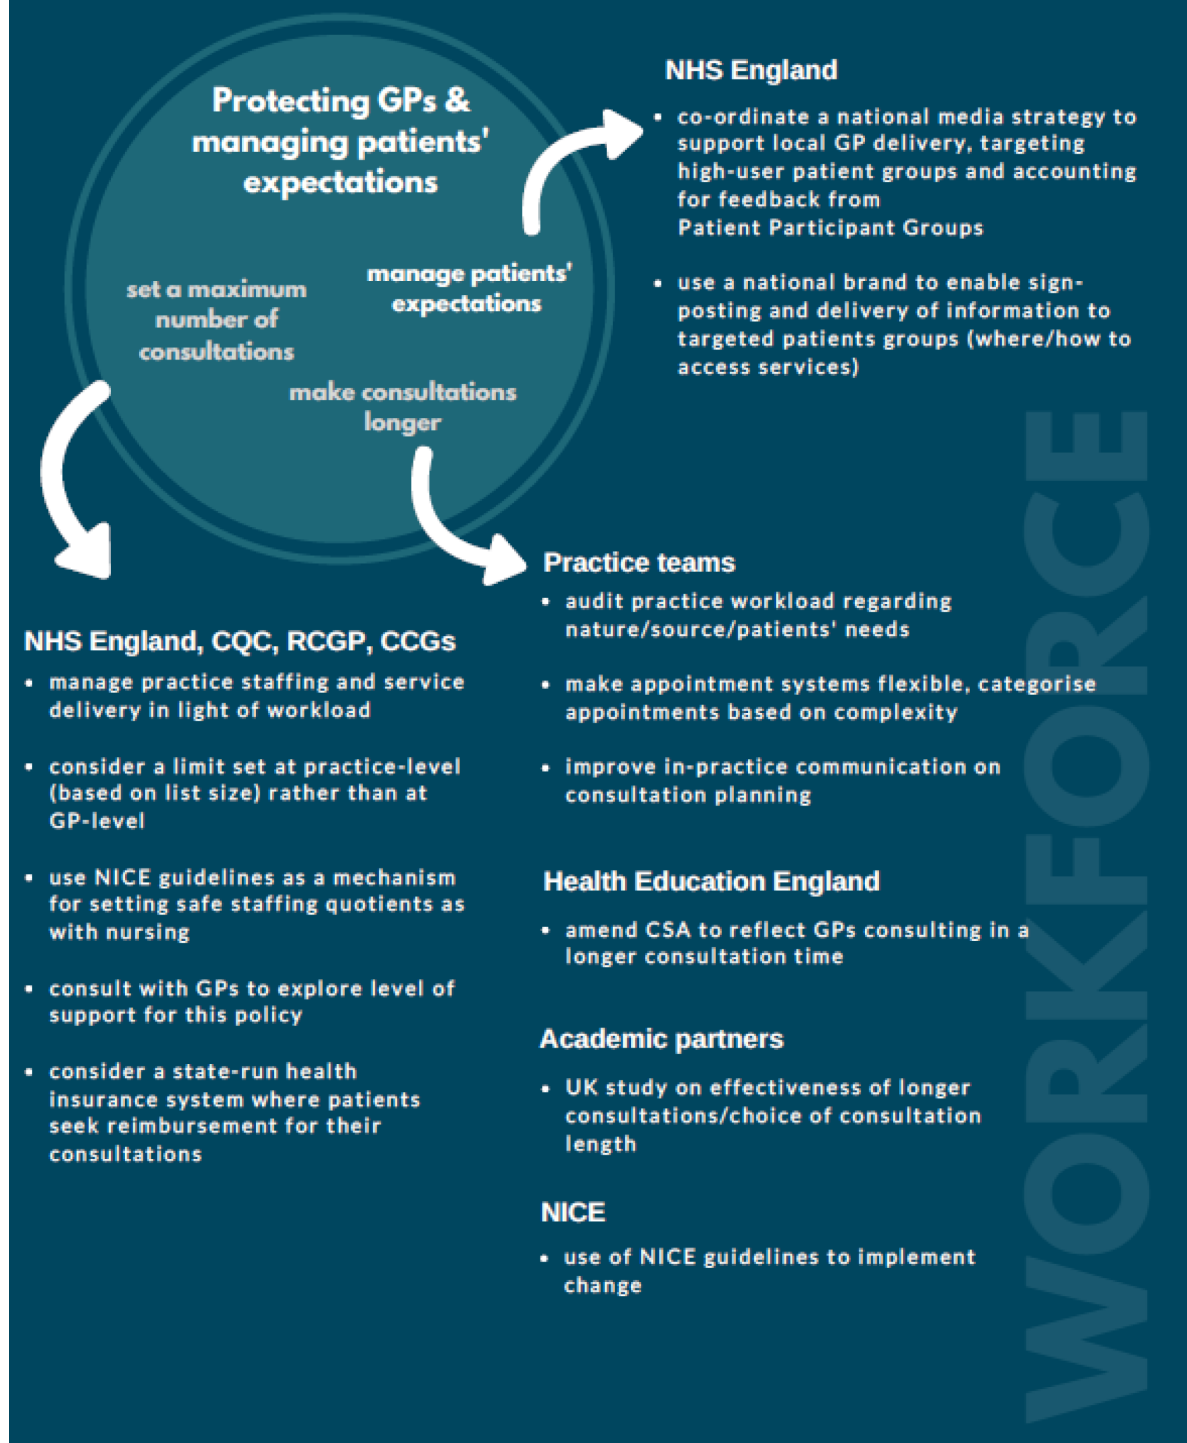 Protecting GPs &
managing patients'
expectations
set a maximum
number of
consultations
manage patients'
expectations
make consultations
longer
NHS England
• co-ordinate a national media strategy to
support local GP delivery, targeting
high-user patient groups and accounting
for feedback from
Patient Participant Groups
• use a national brand to enable sign-
posting and delivery of information to
targeted patients groups (where/how to
access services)
NHS England, CQC, RCGP, CCGs
• manage practice staffing and service
delivery in light of workload
• consider a limit set at practice-level
(based on list size) rather than at
GP-level
• use NICE guidelines as a mechanism
for setting safe staffing quotients as
with nursing
• consult with GPs to explore level of
support for this policy
• consider a state-run health
insurance system where patients
seek reimbursement for their
consultations
Practice teams
• audit practice workload regarding
nature/source/patients' needs
• make appointment systems flexible, categorise
appointments based on complexity
• improve in-practice communication on
consultation planning
Health Education England
• amend CSA to reflect GPs consulting in a
longer consultation time
Academic partners
• UK study on effectiveness of longer
consultations/choice of consultation
length
NICE
• use of NICE guidelines to implement
change
WORKFORCE